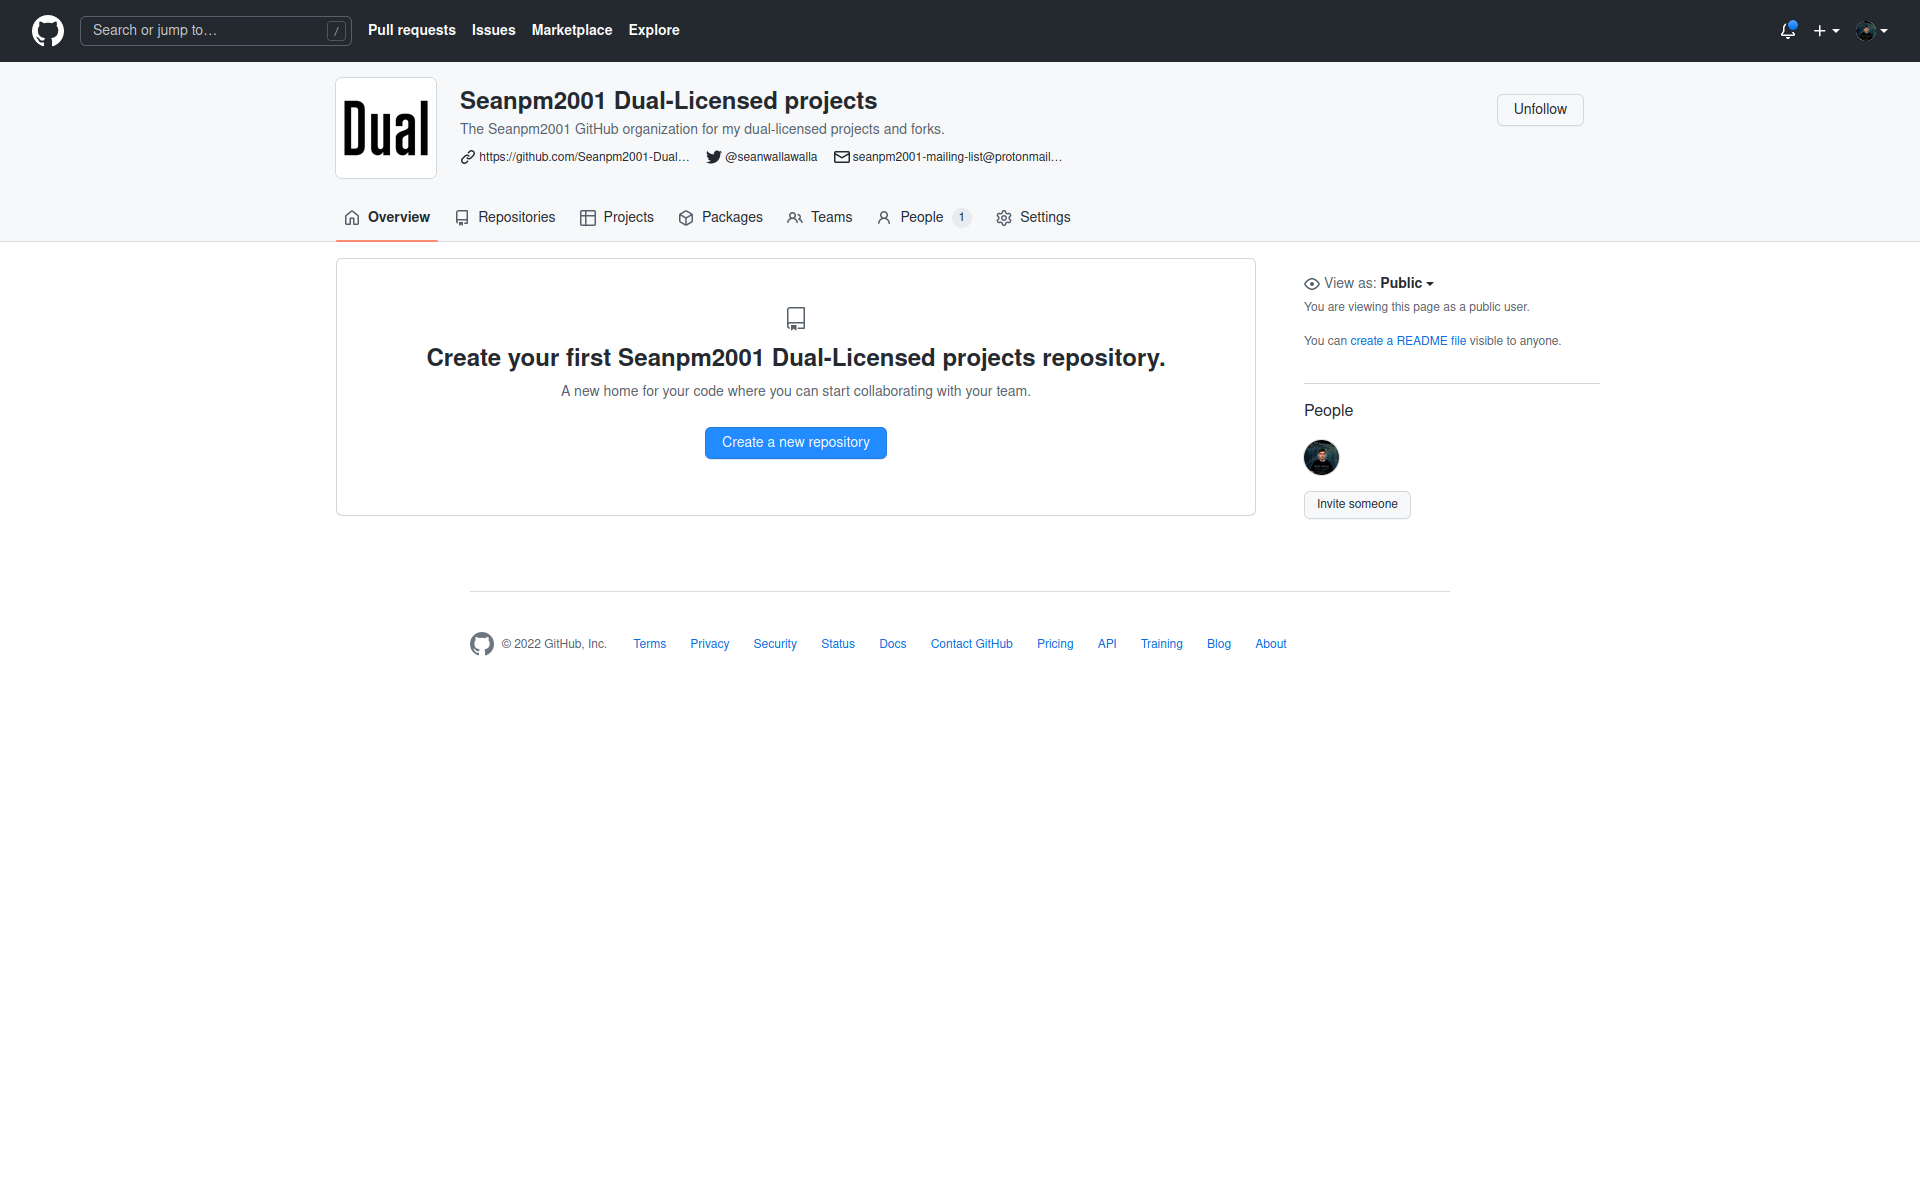 Search or jump to… /
Pull requests Issues Marketplace Explore
Dual
Seanpm2001 Dual-Licensed projects
The Seanpm2001 GitHub organization for my dual-licensed projects and forks.
https://github.com/Seanpm2001-Dual… @seanwallawalla seanpm2001-mailing-list@protonmail…
Unfollow
Overview Repositories Projects Packages Teams People 1 Settings
Create your first Seanpm2001 Dual-Licensed projects repository.
A new home for your code where you can start collaborating with your team.
Create a new repository
View as: Public
You are viewing this page as a public user.
You can create a README file visible to anyone.
People
Invite someone
© 2022 GitHub, Inc. Terms Privacy Security Status Docs Contact GitHub Pricing API Training Blog About